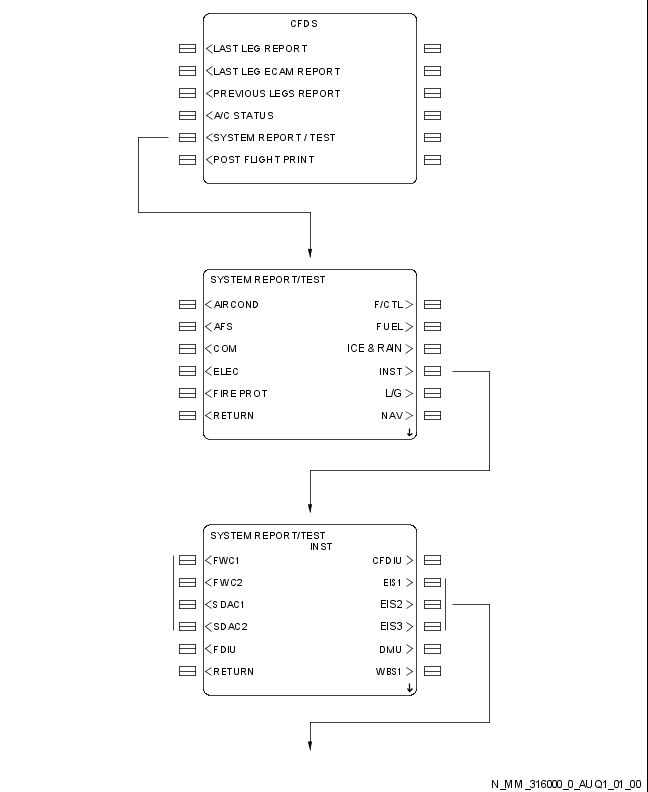 CFDS
<LAST LEG REPORT
<LAST LEG ECAM REPORT
<PREVIOUS LEGS REPORT
<A/C STATUS
<SYSTEM REPORT / TEST
<POST FLIGHT PRINT
SYSTEM REPORT/TEST
<AIRCOND F/CTL>
<AFS FUEL>
<COM ICE & RAIN>
<ELEC INST>
<FIRE PROT L/G>
<RETURN NAV>
↓
SYSTEM REPORT/TEST
INST
<FWC1 CFDIU>
<FWC2 EIS1>
<SDAC1 EIS2>
<SDAC2 EIS3>
<FDIU DMU>
<RETURN WBS1>
↓
N_MM_316000_0_AUQ1_01_00